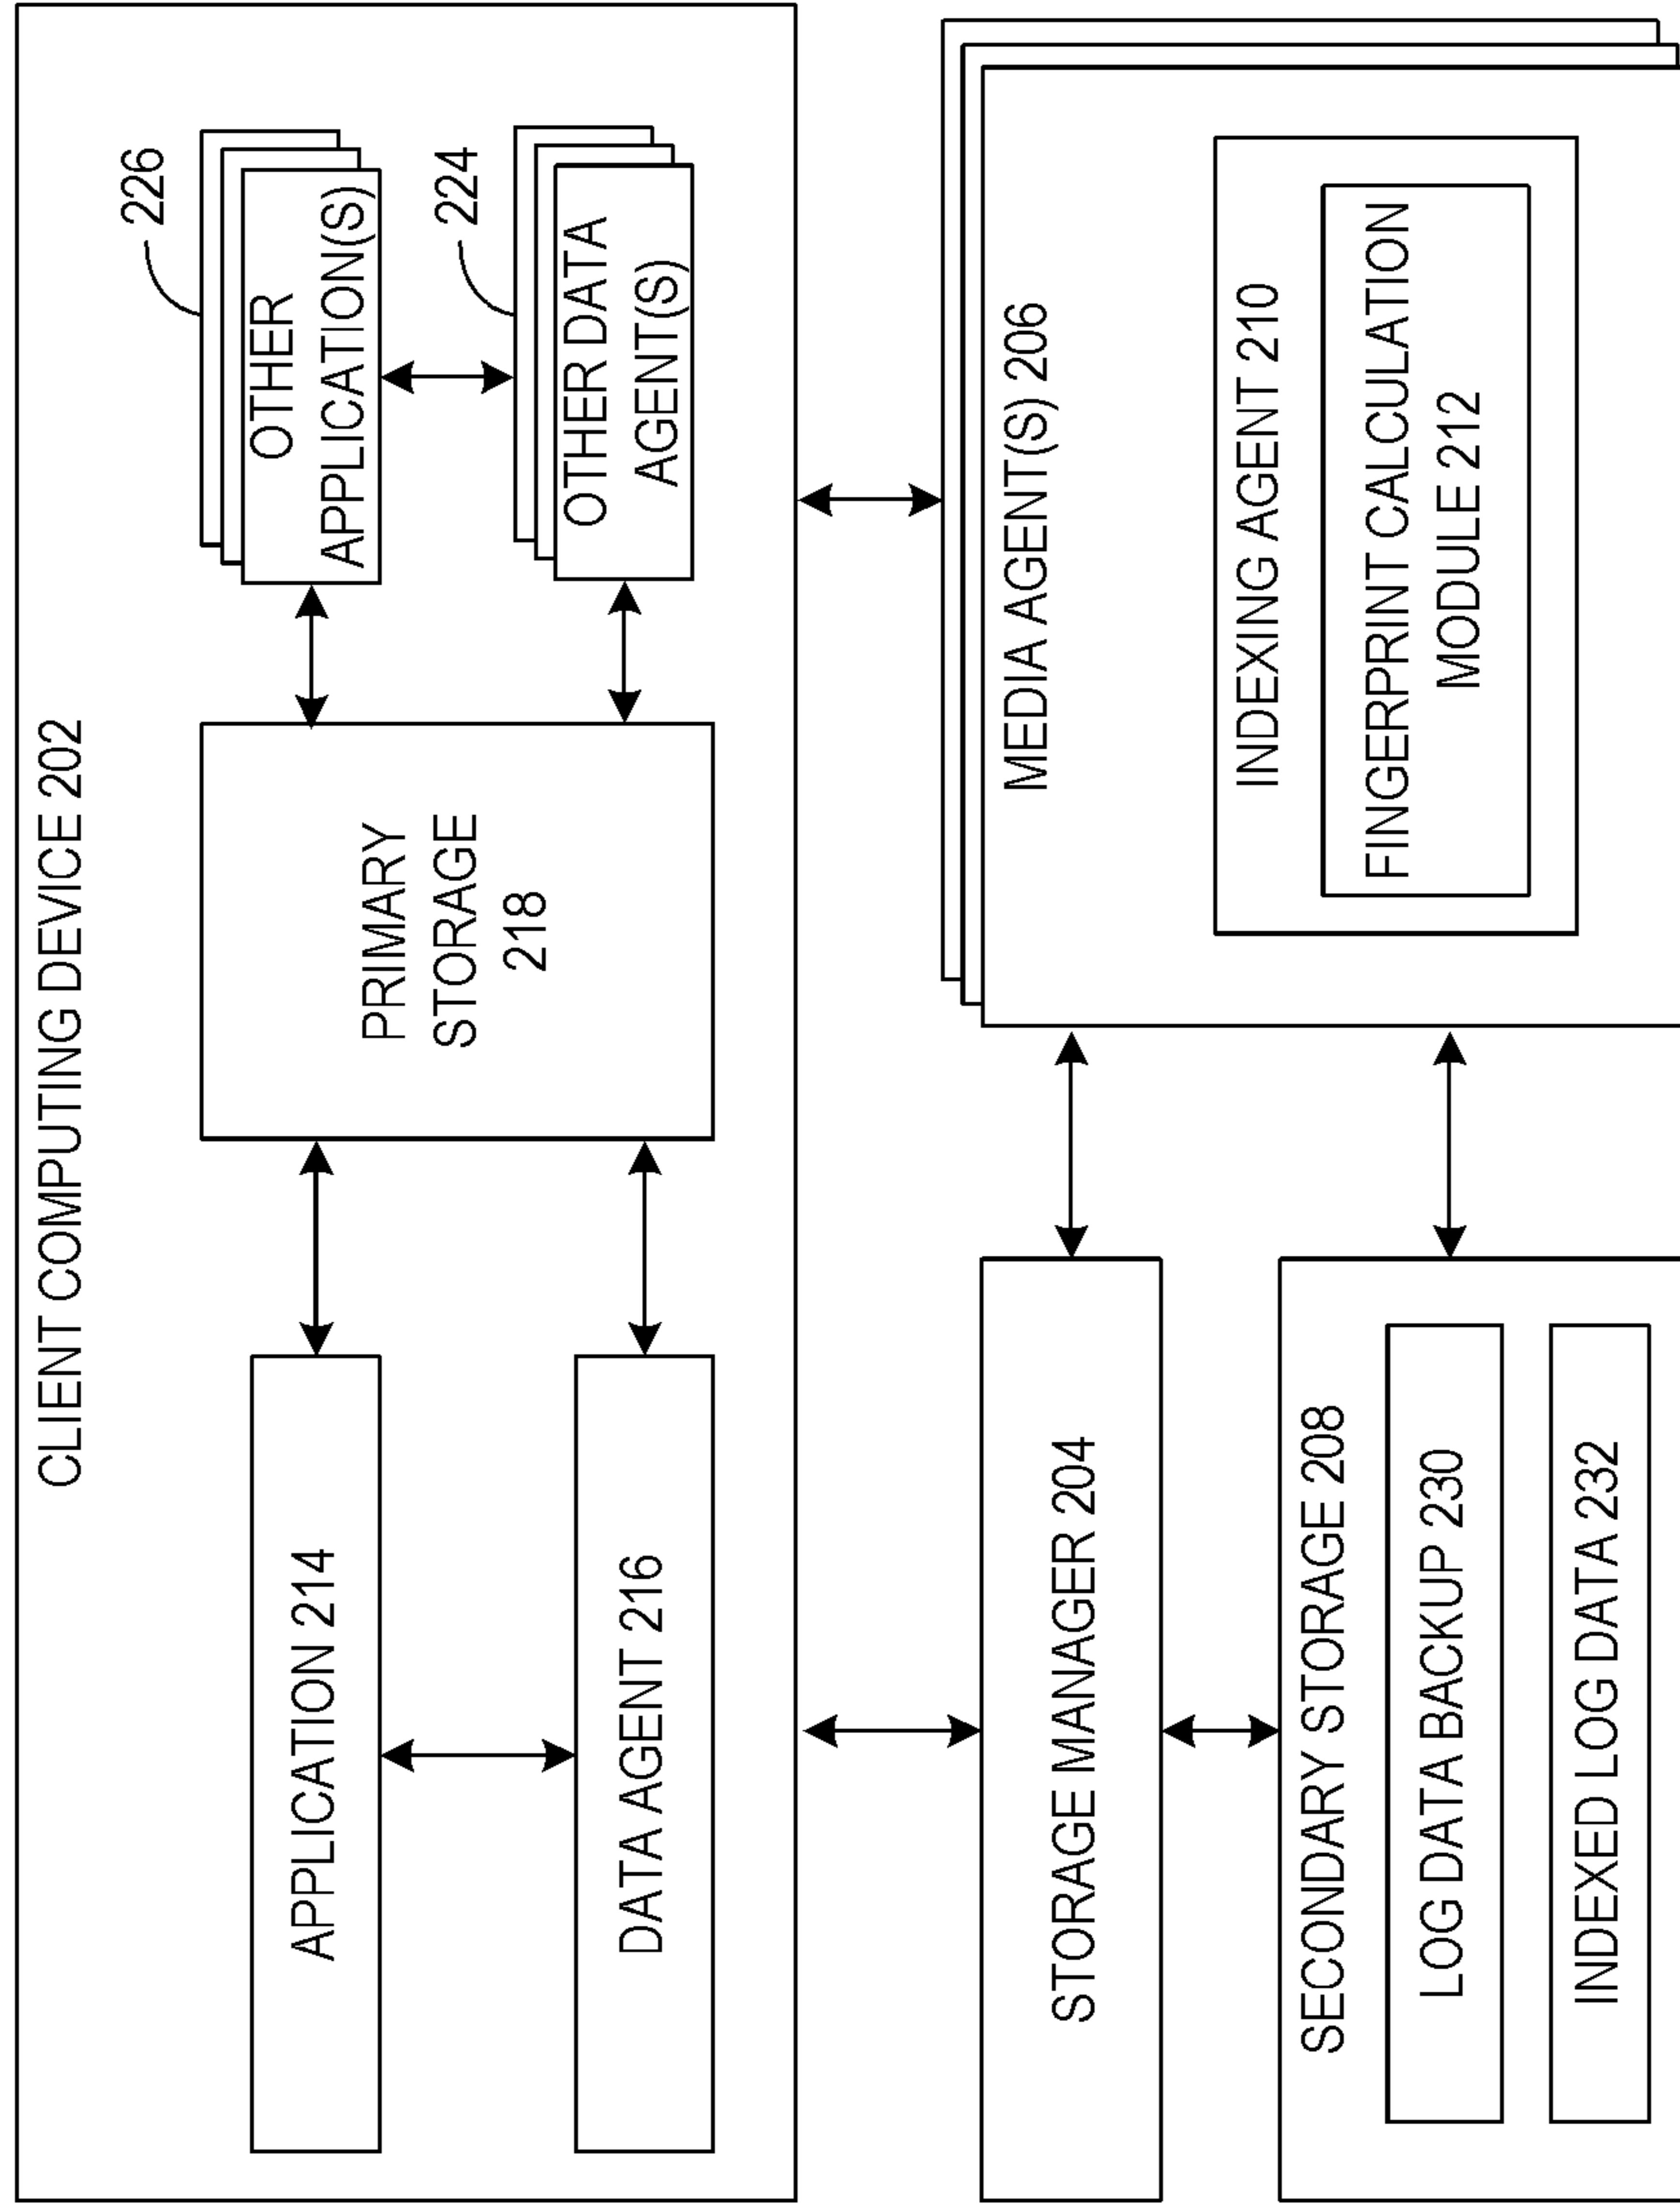 CLIENT COMPUTING DEVICE 202
APPLICATION 214
DATA AGENT 216
PRIMARY
STORAGE
218
226
OTHER
APPLICATION(S)
224
OTHER DATA
AGENT(S)
STORAGE MANAGER 204
SECONDARY STORAGE 208
LOG DATA BACKUP 230
INDEXED LOG DATA 232
MEDIA AGENT(S) 206
INDEXING AGENT 210
FINGERPRINT CALCULATION
MODULE 212